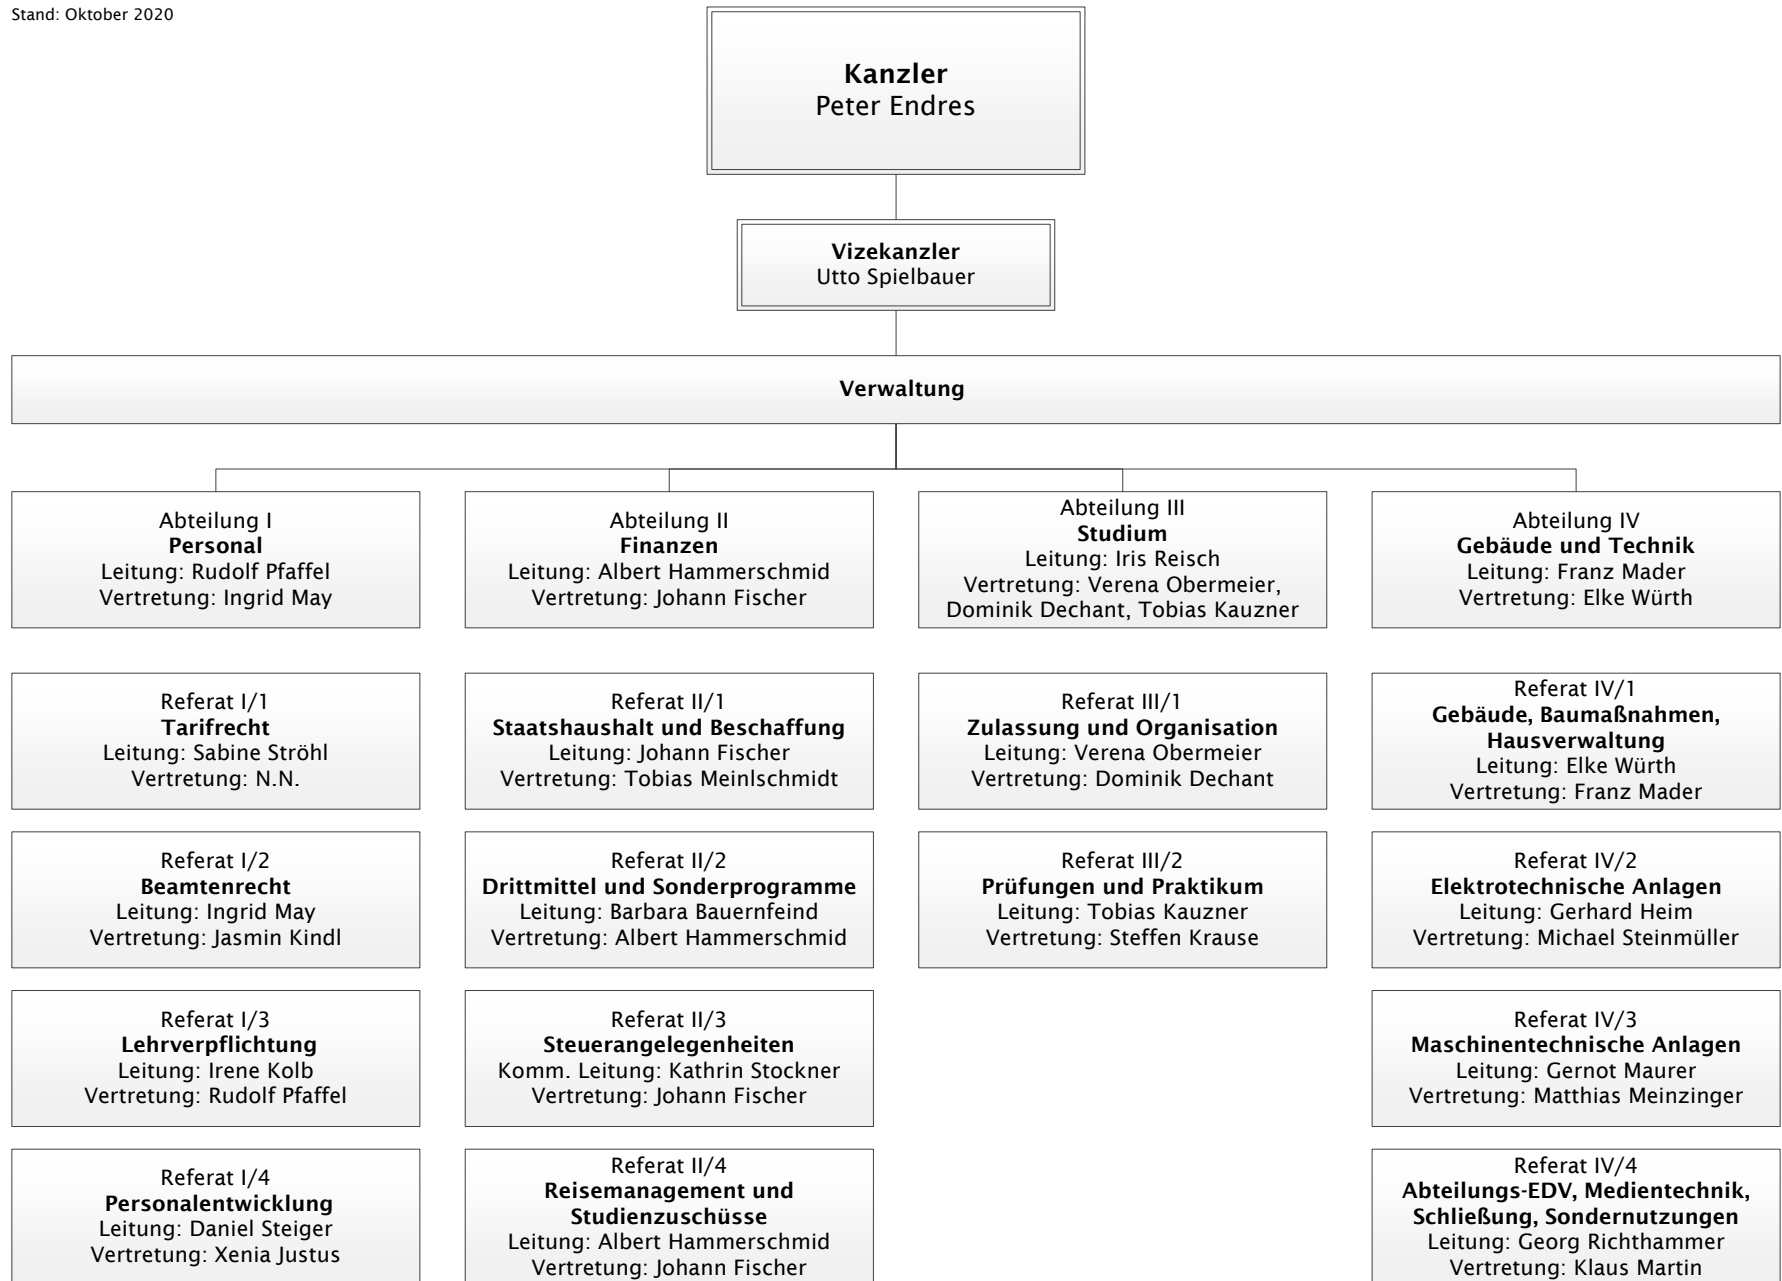 Stand: Oktober 2020
Kanzler
Peter Endres
Vizekanzler
Utto Spielbauer
Verwaltung
Abteilung I
Personal
Leitung: Rudolf Pfaffel
Vertretung: Ingrid May
Abteilung II
Finanzen
Leitung: Albert Hammerschmid
Vertretung: Johann Fischer
Abteilung III
Studium
Leitung: Iris Reisch
Vertretung: Verena Obermeier,
Dominik Dechant, Tobias Kauzner
Abteilung IV
Gebäude und Technik
Leitung: Franz Mader
Vertretung: Elke Würth
Referat I/1
Tarifrecht
Leitung: Sabine Ströhl
Vertretung: N.N.
Referat II/1
Staatshaushalt und Beschaffung
Leitung: Johann Fischer
Vertretung: Tobias Meinlschmidt
Referat III/1
Zulassung und Organisation
Leitung: Verena Obermeier
Vertretung: Dominik Dechant
Referat IV/1
Gebäude, Baumaßnahmen,
Hausverwaltung
Leitung: Elke Würth
Vertretung: Franz Mader
Referat I/2
Beamtenrecht
Leitung: Ingrid May
Vertretung: Jasmin Kindl
Referat II/2
Drittmittel und Sonderprogramme
Leitung: Barbara Bauernfeind
Vertretung: Albert Hammerschmid
Referat III/2
Prüfungen und Praktikum
Leitung: Tobias Kauzner
Vertretung: Steffen Krause
Referat IV/2
Elektrotechnische Anlagen
Leitung: Gerhard Heim
Vertretung: Michael Steinmüller
Referat I/3
Lehrverpflichtung
Leitung: Irene Kolb
Vertretung: Rudolf Pfaffel
Referat II/3
Steuerangelegenheiten
Komm. Leitung: Kathrin Stockner
Vertretung: Johann Fischer
Referat IV/3
Maschinentechnische Anlagen
Leitung: Gernot Maurer
Vertretung: Matthias Meinzinger
Referat I/4
Personalentwicklung
Leitung: Daniel Steiger
Vertretung: Xenia Justus
Referat II/4
Reisemanagement und
Studienzuschüsse
Leitung: Albert Hammerschmid
Vertretung: Johann Fischer
Referat IV/4
Abteilungs-EDV, Medientechnik,
Schließung, Sondernutzungen
Leitung: Georg Richthammer
Vertretung: Klaus Martin